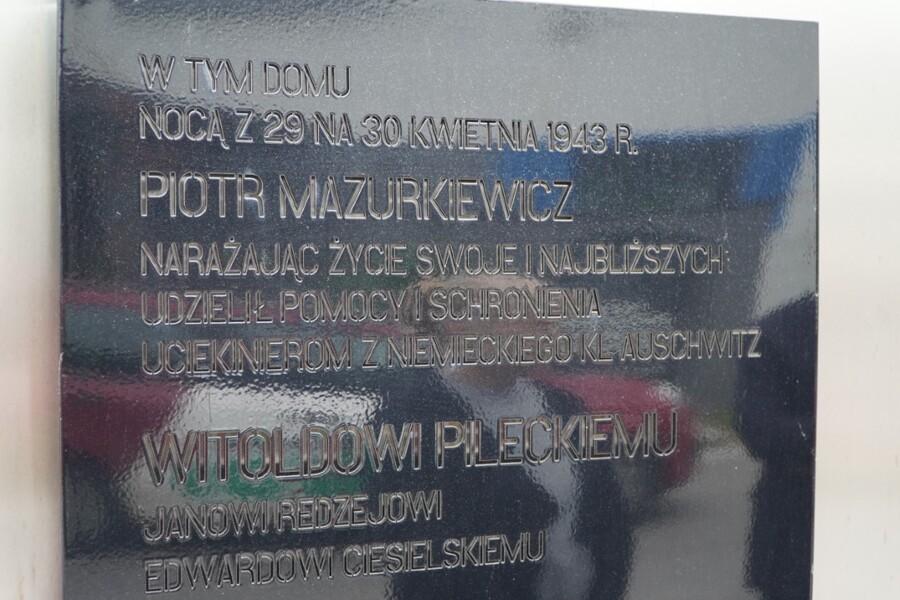 W TYM DOMU
NOCĄ Z 29 NA 30 KWIETNIA 1943 R.
PIOTR MAZURKIEWICZ
NARAŻAJĄC ŻYCIE SWOJE I NAJBLIŻSZYCH
UDZIELIŁ POMOCY I SCHRONIENIA
UCIEKINIEROM Z NIEMIECKIEGO KL AUSCHWITZ
WITOLDOWI PILECKIEMU
JANOWI REDZEJOWI
EDWARDOWI CIESIELSKIEMU